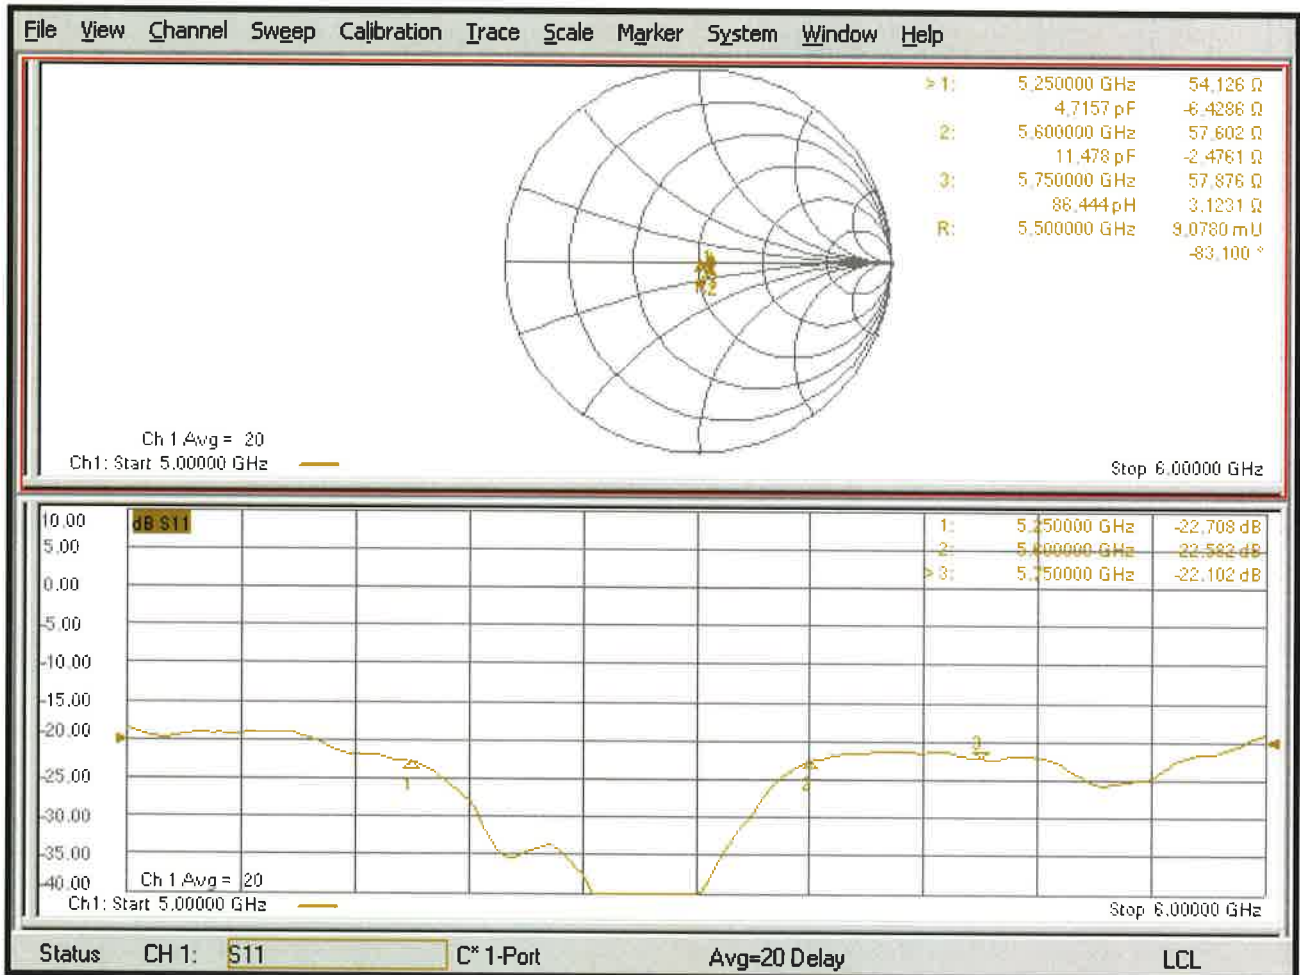 File View Channel Sweep Calibration Trace Scale Marker System Window Help
> 1: 5.250000 GHz 54.126 Ω
4.7157 pF -6.4286 Ω
2: 5.600000 GHz 57.602 Ω
11.478 pF -2.4761 Ω
3: 5.750000 GHz 57.876 Ω
86.444 pH 3.1231 Ω
R: 5.500000 GHz 9.0780 mU
-83.100 °
2
Ch 1 Avg = 20
Ch1: Start 5.00000 GHz
Stop 6.00000 GHz
10.00
dB S11
1: 5.250000 GHz -22.708 dB
5.00
2: 5.600000 GHz -22.582 dB
> 3: 5.750000 GHz -22.102 dB
0.00
-5.00
-10.00
-15.00
-20.00
3
-25.00
1
2
-30.00
-35.00
-40.00
Ch 1 Avg = 20
Ch1: Start 5.00000 GHz
Stop 6.00000 GHz
Status CH 1: S11 C* 1-Port Avg=20 Delay LCL